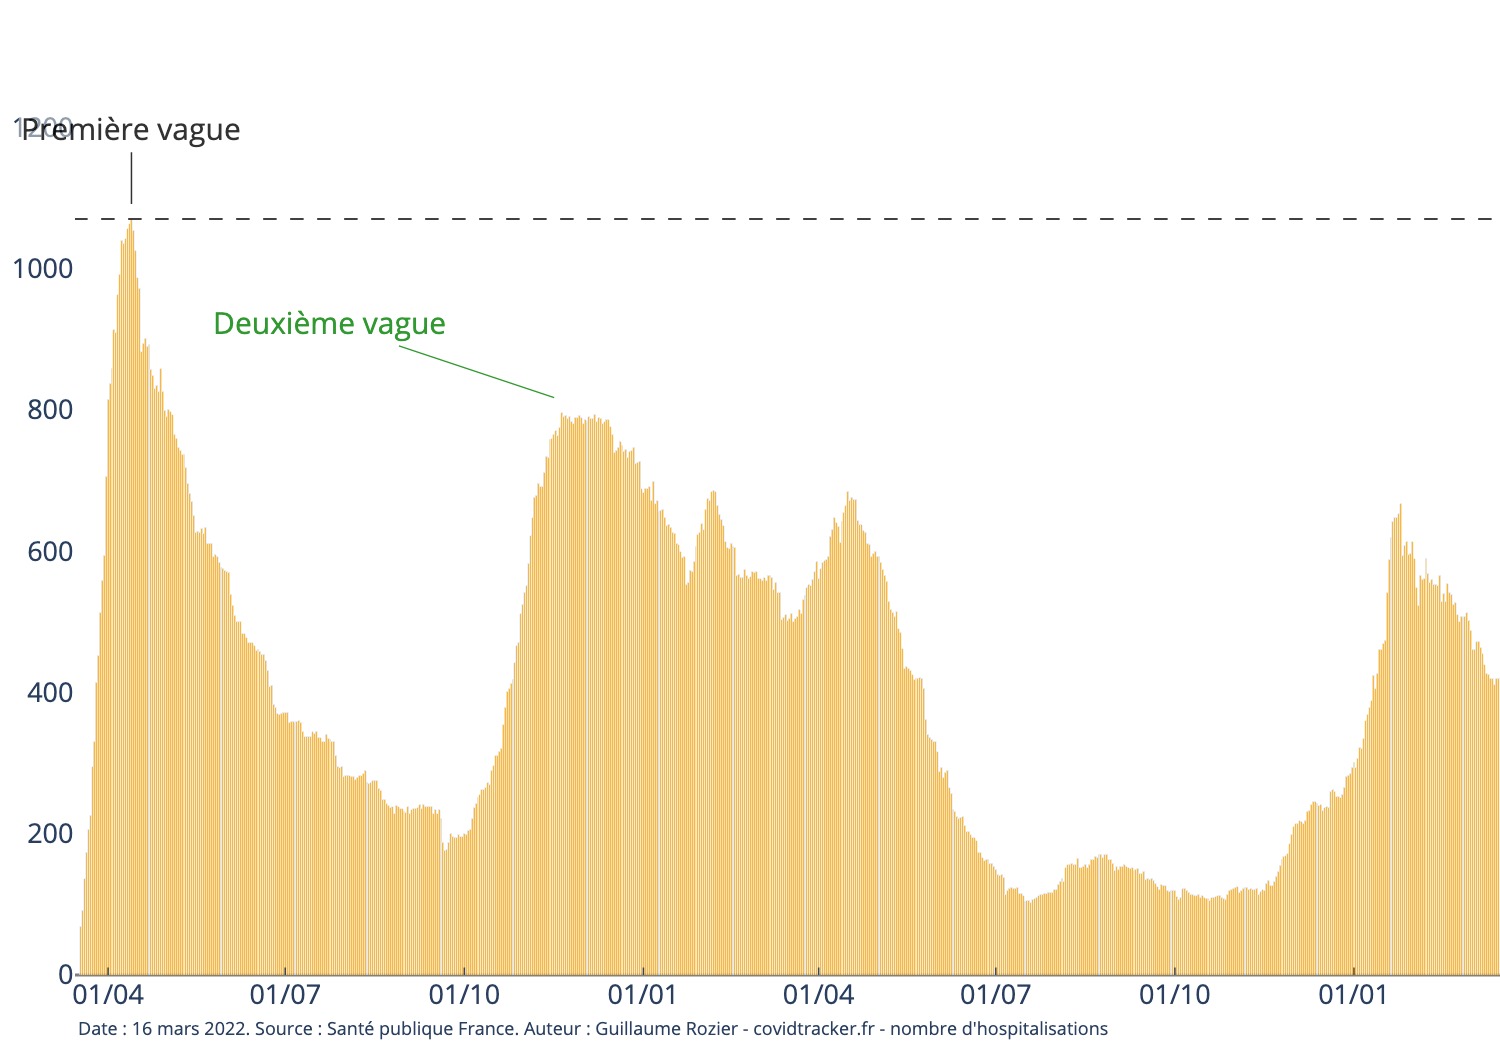 1200
Première vague
1000
Deuxième vague
800
600
400
200
0
01/04 01/07 01/10 01/01 01/04 01/07 01/10 01/01
Date : 16 mars 2022. Source : Santé publique France. Auteur : Guillaume Rozier - covidtracker.fr - nombre d'hospitalisations